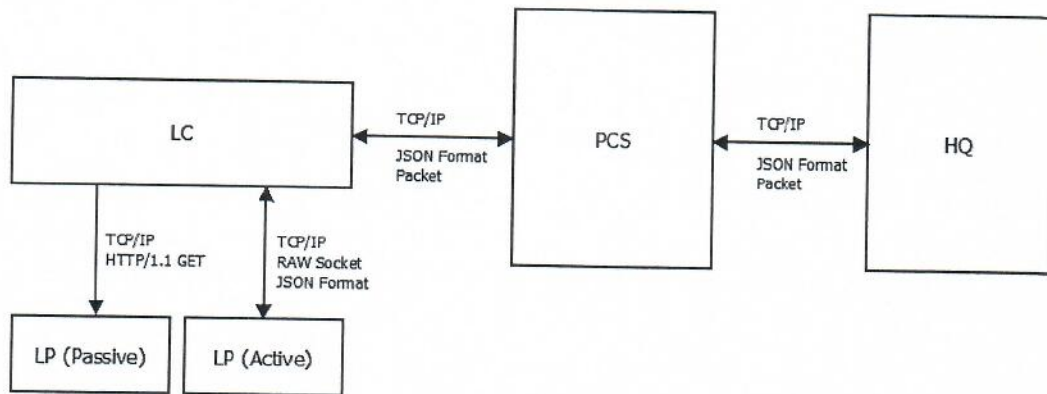 LC
TCP/IP
JSON Format
Packet
PCS
TCP/IP
JSON Format
Packet
HQ
TCP/IP
HTTP/1.1 GET
TCP/IP
RAW Socket
JSON Format
LP (Passive)
LP (Active)